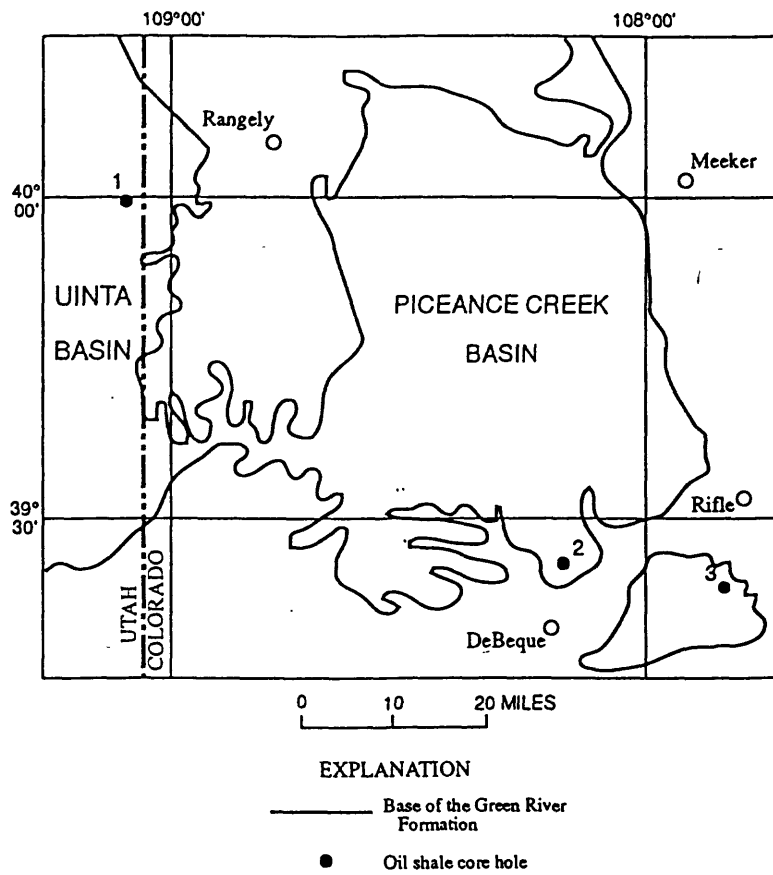 109°00'
108°00'
Rangely
Meeker
1
40°
00'
UINTA
BASIN
PICEANCE CREEK
BASIN
39°
30'
Rifle
2
3
UTAH
COLORADO
DeBeque
0 10 20 MILES
EXPLANATION
Base of the Green River
Formation
Oil shale core hole